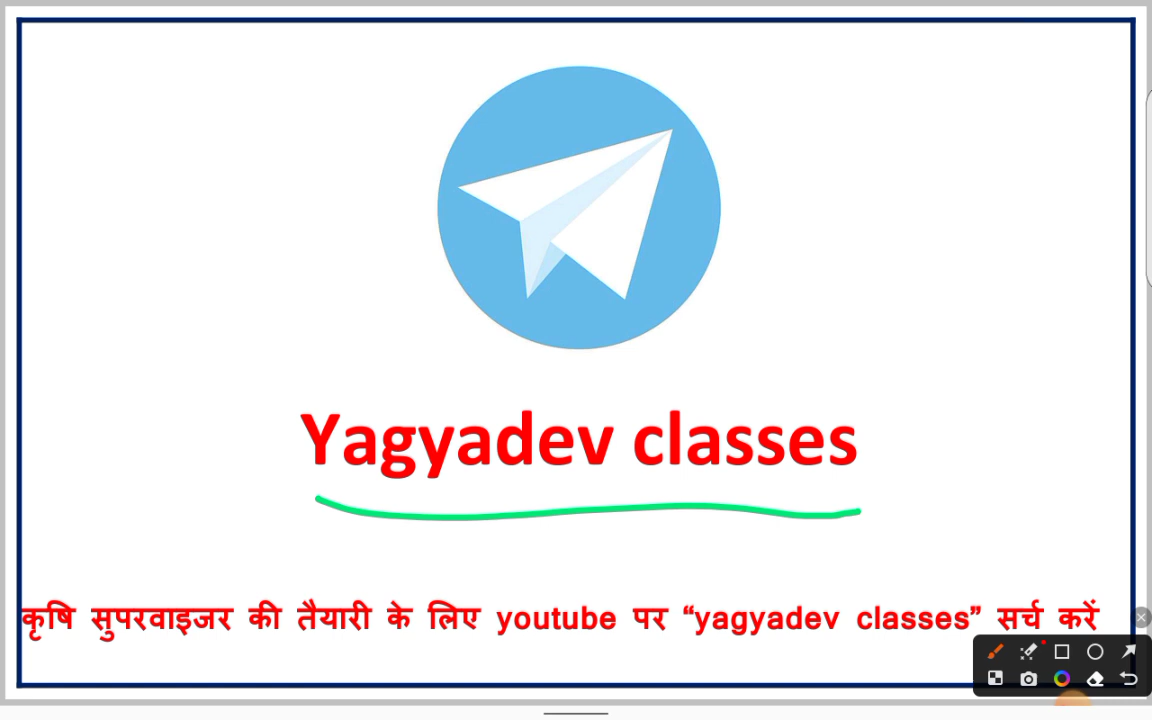 Yagyadev classes
कृषि सुपरवाइजर की तैयारी के लिए youtube पर “yagyadev classes” सर्च करें